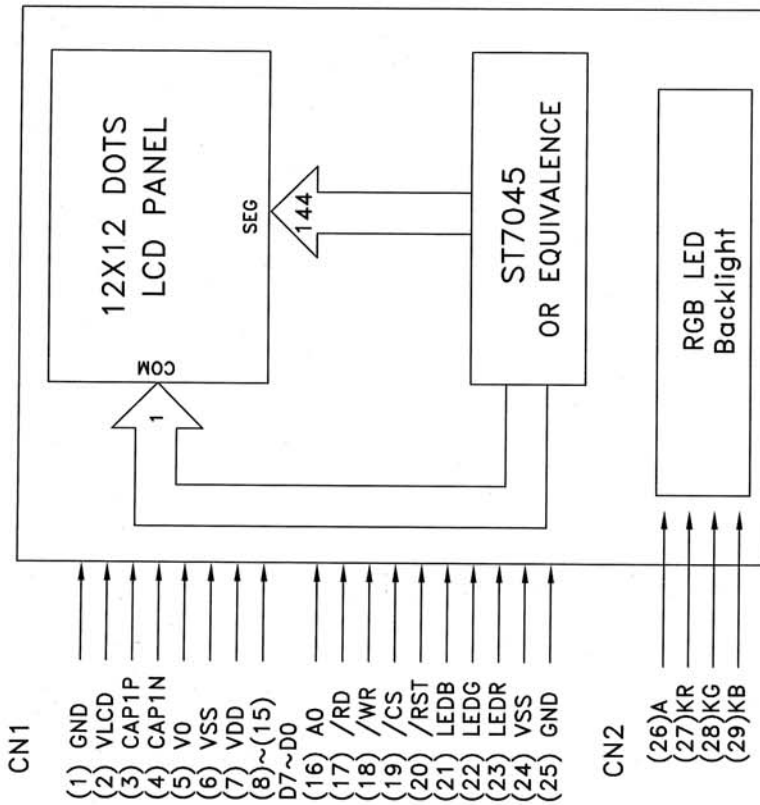 CN1
(1) GND
(2) VLCD
(3) CAP1P
(4) CAP1N
(5) V0
(6) VSS
(7) VDD
(8)~(15)
D7~D0
(16) A0
(17) /RD
(18) /WR
(19) /CS
(20) /RST
(21) LEDB
(22) LEDG
(23) LEDR
(24) VSS
(25) GND
CN2
(26)A
(27)KR
(28)KG
(29)KB
12X12 DOTS
LCD PANEL
COM
SEG
1
144
ST7045
OR EQUIVALENCE
RGB LED
Backlight